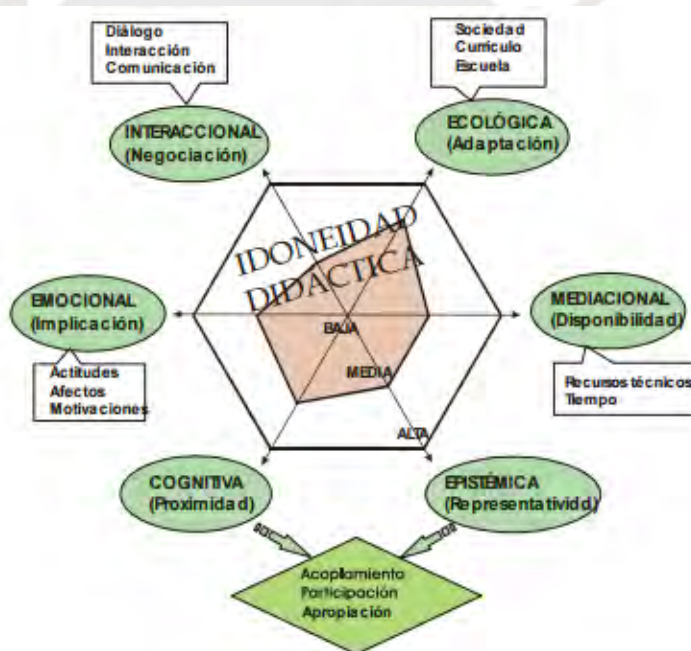 Diálogo
Interacción
Comunicación
Sociedad
Currículo
Escuela
INTERACCIONAL
(Negociación)
ECOLÓGICA
(Adaptación)
IDONEIDAD
DIDACTICA
EMOCIONAL
(Implicación)
BAJA
MEDIACIONAL
(Disponibilidad)
MEDIA
Actitudes
Afectos
Motivaciones
Recursos técnicos
Tiempo
ALTA
COGNITIVA
(Proximidad)
EPISTÉMICA
(Representatividd)
Acoplamiento
Participación
Apropiación